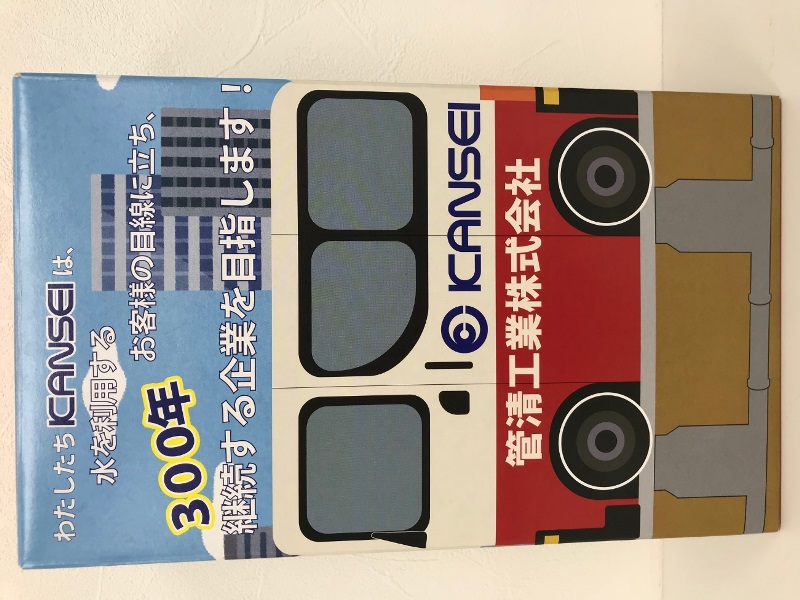 わたしたちKANSEIは、
水を利用する
お客様の目線に立ち、
300年
継続する企業を目指します！
KANSEI
管清工業株式会社